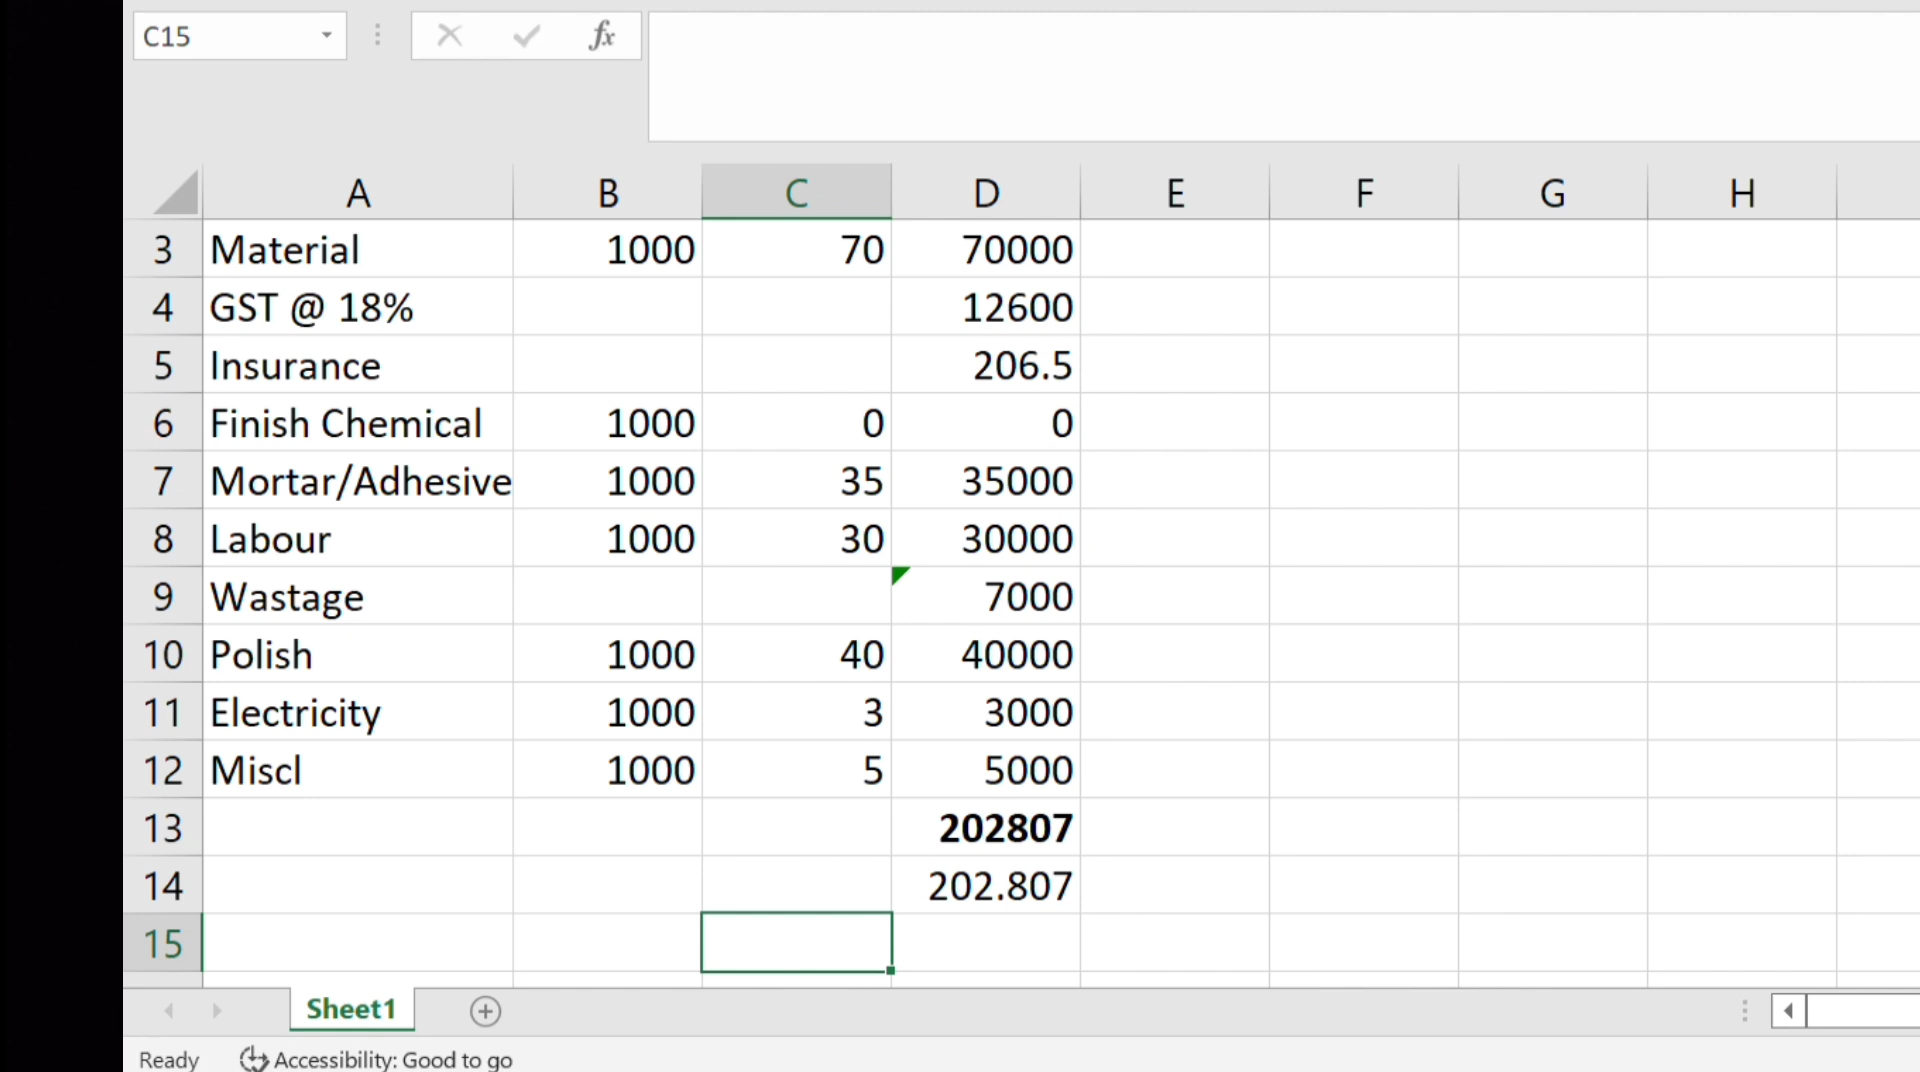 C15 fx
A B C D E F G H
3 Material 1000 70 70000
4 GST @ 18% 12600
5 Insurance 206.5
6 Finish Chemical 1000 0 0
7 Mortar/Adhesive 1000 35 35000
8 Labour 1000 30 30000
9 Wastage 7000
10 Polish 1000 40 40000
11 Electricity 1000 3 3000
12 Miscl 1000 5 5000
13 202807
14 202.807
15
Sheet1
Ready Accessibility: Good to go